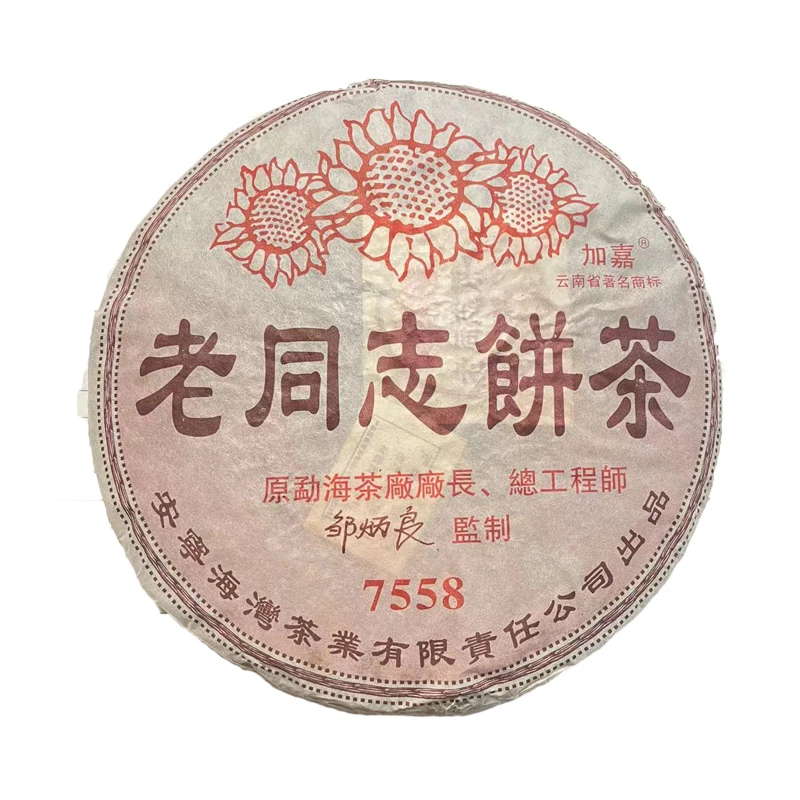 加嘉®
云南省著名商标
老同志餅茶
原勐海茶廠廠長、總工程師
邹炳良 監制
7558
安寧海灣茶業有限責任公司出品